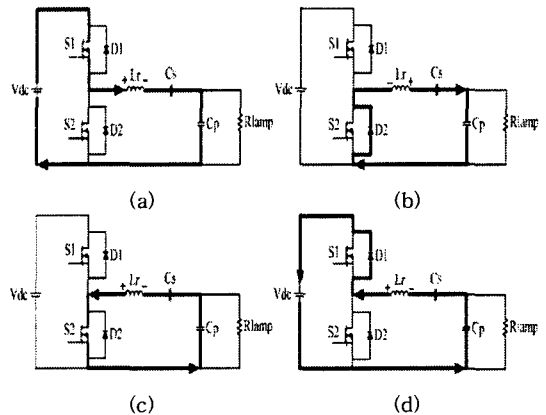 S1 D1
Vdc
+ Lr - Cs
S2 D2
Cp Rlamp
(a)
S1 D1
Vdc
- Lr + Cs
S2 D2
Cp Rlamp
(b)
S1 D1
Vdc
+ Lr - Cs
S2 D2
Cp Rlamp
(c)
S1 D1
Vdc
+ Lr - Cs
S2 D2
Cp Rlamp
(d)